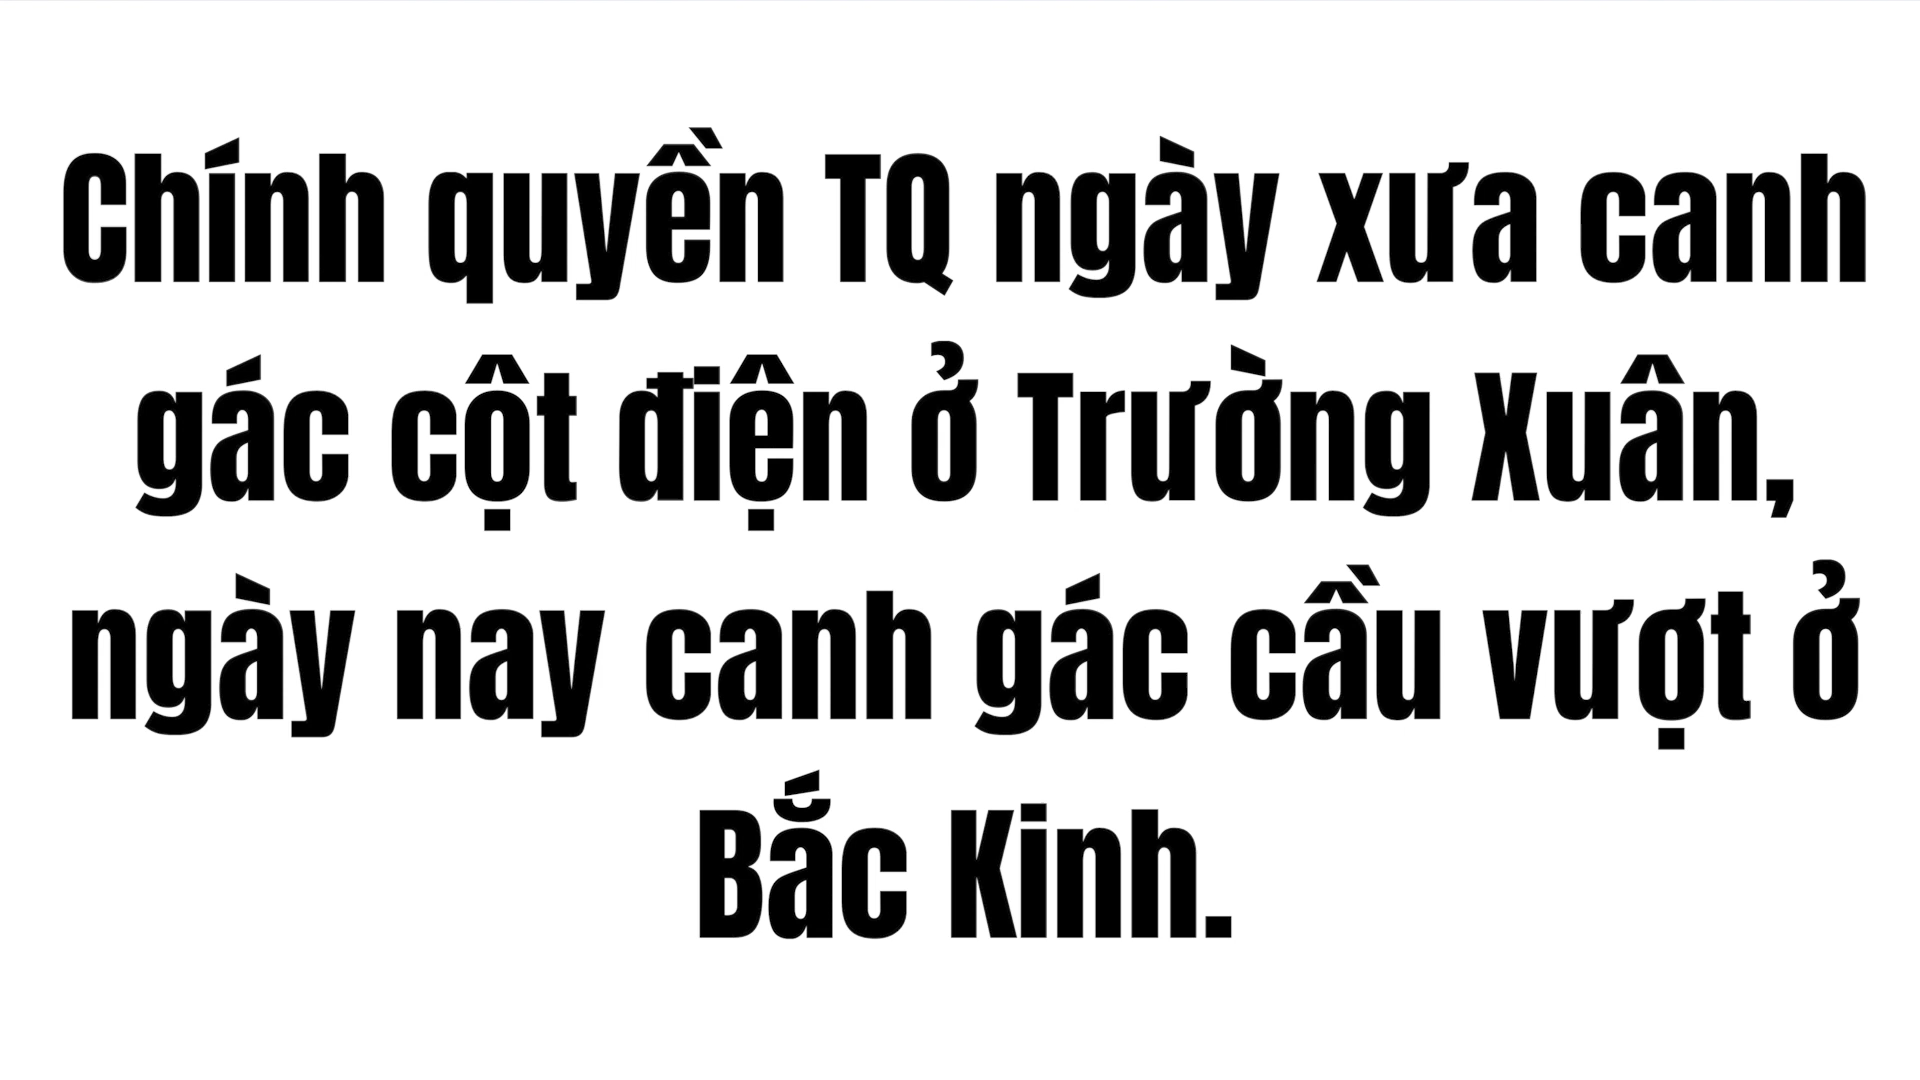 Chính quyền TQ ngày xưa canh
gác cột điện ở Trường Xuân,
ngày nay canh gác cầu vượt ở
Bắc Kinh.